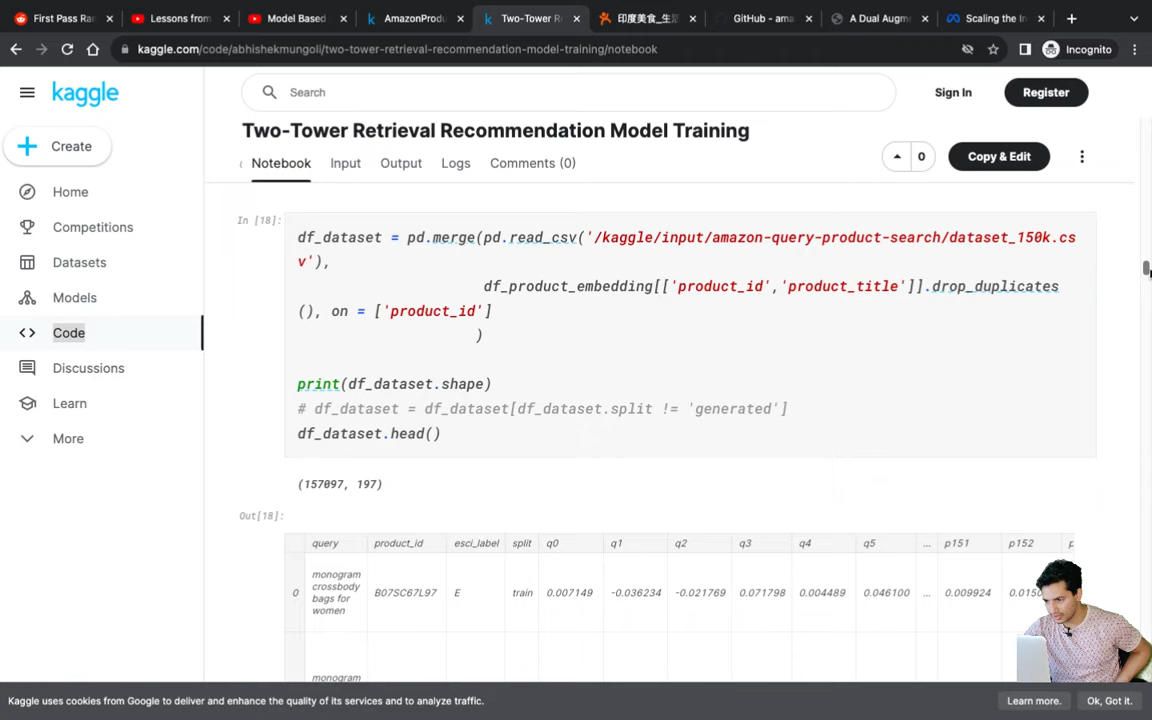 First Pass Ra
Lessons from
Model Based
AmazonProdu
Two-Tower Re
印度美食_生活
GitHub - ama
A Dual Augme
Scaling the In
kaggle.com/code/abhishekmungoli/two-tower-retrieval-recommendation-model-training/notebook
Incognito
kaggle
Search
Sign In
Register
Create
Home
Competitions
Datasets
Models
Code
Discussions
Learn
More
Two-Tower Retrieval Recommendation Model Training
Notebook Input Output Logs Comments (0)
0
Copy & Edit
In [18]:
df_dataset = pd.merge(pd.read_csv('/kaggle/input/amazon-query-product-search/dataset_150k.cs
v'),
df_product_embedding[['product_id','product_title']].drop_duplicates
(), on = ['product_id']
)
print(df_dataset.shape)
# df_dataset = df_dataset[df_dataset.split != 'generated']
df_dataset.head()
(157097, 197)
Out[18]:
query product_id esci_label split q0 q1 q2 q3 q4 q5 ... p151 p152 p
monogram
crossbody
bags for
women
0 B07SC67L97 E train 0.007149 -0.036234 -0.021769 0.071798 0.004489 0.046100 ... 0.009924
monogram
Kaggle uses cookies from Google to deliver and enhance the quality of its services and to analyze traffic.
Learn more.
Ok, Got it.